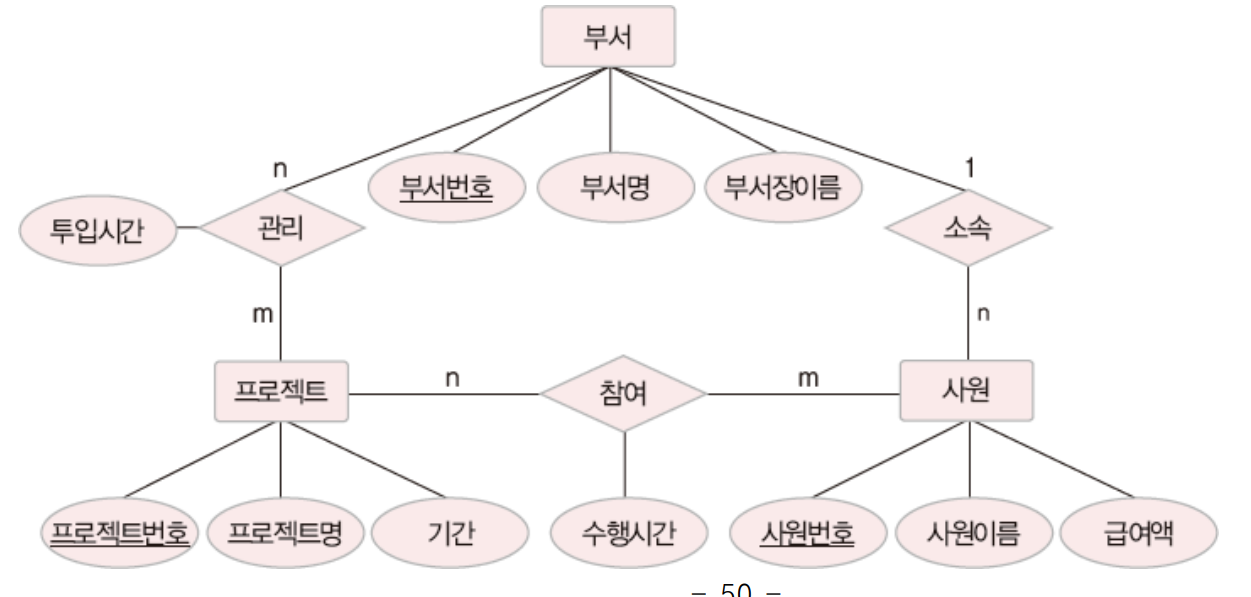 부서
n
1
부서번호
부서명
부서장이름
투입시간
관리
소속
m
n
프로젝트
n
참여
m
사원
프로젝트번호
프로젝트명
기간
수행시간
사원번호
사원이름
급여액
- 50 -